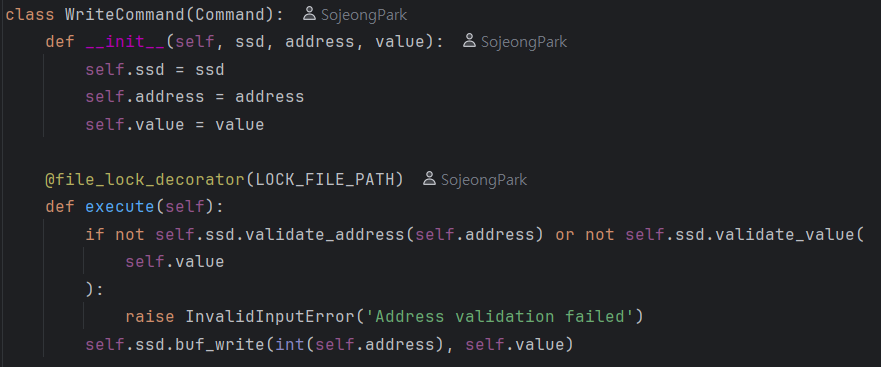 class WriteCommand(Command): SojeongPark
    def __init__(self, ssd, address, value): SojeongPark
        self.ssd = ssd
        self.address = address
        self.value = value
    @file_lock_decorator(LOCK_FILE_PATH) SojeongPark
    def execute(self):
        if not self.ssd.validate_address(self.address) or not self.ssd.validate_value(
            self.value
        ):
            raise InvalidInputError('Address validation failed')
        self.ssd.buf_write(int(self.address), self.value)